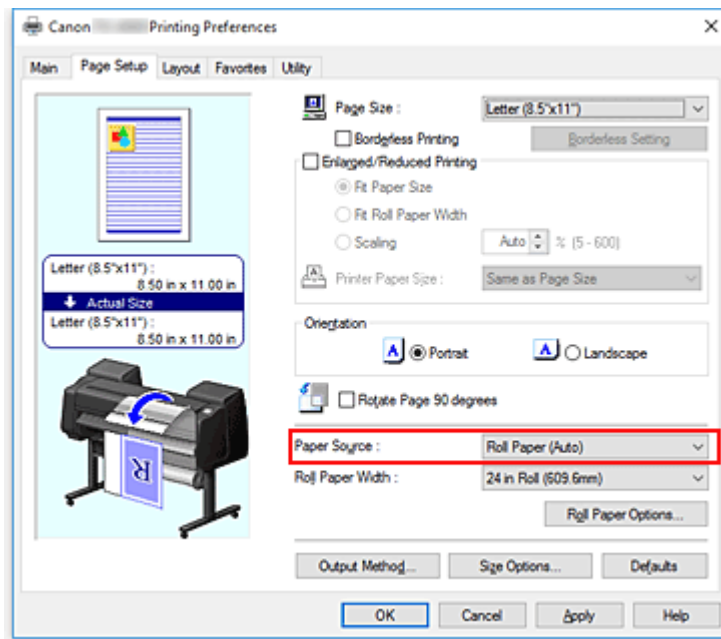 Canon Printing Preferences
Main Page Setup Layout Favorites Utility
Page Size : Letter (8.5"x11")
Borderless Printing Borderless Setting
Enlarged/Reduced Printing
Fit Paper Size
Fit Roll Paper Width
Scaling Auto % (5 - 600)
Printer Paper Size : Same as Page Size
Letter (8.5"x11") :
8.50 in x 11.00 in
Actual Size
Letter (8.5"x11") :
8.50 in x 11.00 in
Orientation
A Portrait A Landscape
Rotate Page 90 degrees
R
Paper Source : Roll Paper (Auto)
Roll Paper Width : 24 in Roll (609.6mm)
Roll Paper Options...
Output Method... Size Options... Defaults
OK Cancel Apply Help